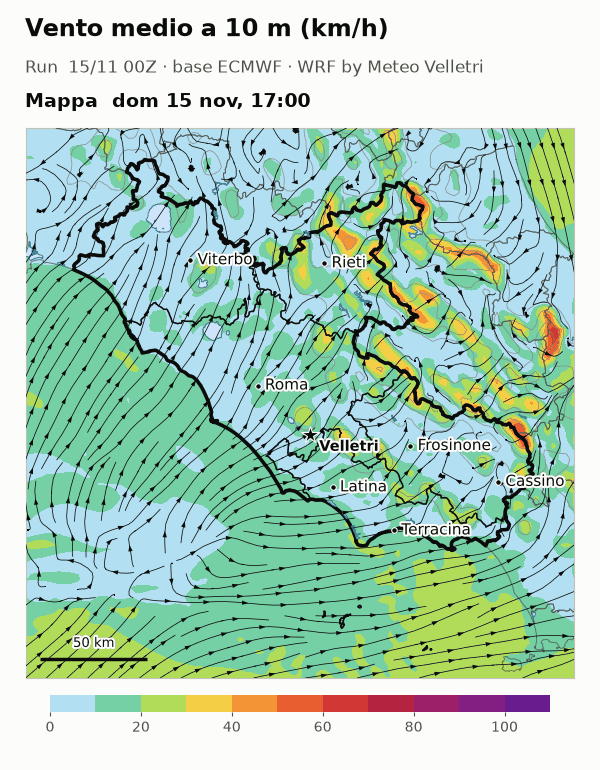 Vento medio a 10 m (km/h)
Run  15/11 00Z · base ECMWF · WRF by Meteo Velletri
Mappa  dom 15 nov, 17:00
Viterbo
Rieti
Roma
Velletri
Frosinone
Latina
Cassino
Terracina
50 km
0 20 40 60 80 100